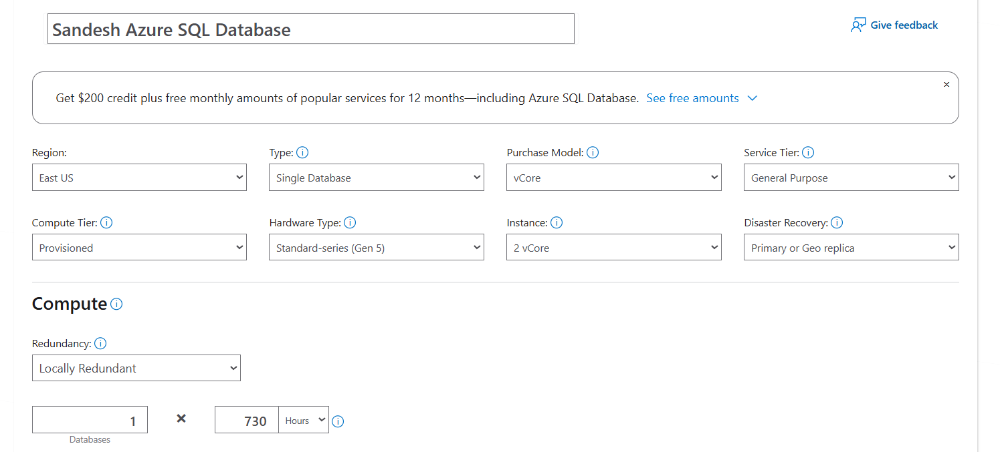 Sandesh Azure SQL Database
Give feedback
×
Get $200 credit plus free monthly amounts of popular services for 12 months—including Azure SQL Database. See free amounts
Region: Type: Purchase Model: Service Tier:
East US Single Database vCore General Purpose
Compute Tier: Hardware Type: Instance: Disaster Recovery:
Provisioned Standard-series (Gen 5) 2 vCore Primary or Geo replica
Compute
Redundancy:
Locally Redundant
1 × 730 Hours
Databases